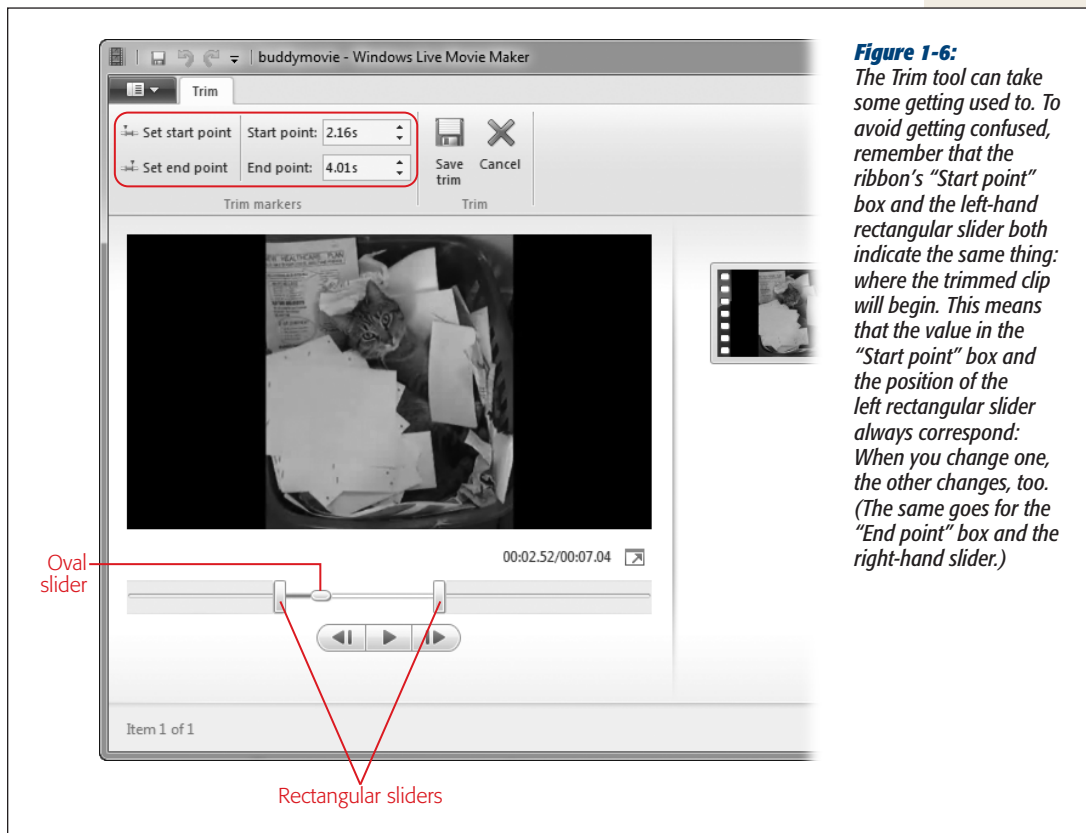 buddymovie - Windows Live Movie Maker
Trim
Set start point
Start point: 2.16s
Set end point
End point: 4.01s
Save trim
Cancel
Trim markers
Trim
HEALTHCARE PLAN
00:02.52/00:07.04
Oval
slider
Item 1 of 1
Rectangular sliders
Figure 1-6:
The Trim tool can take
some getting used to. To
avoid getting confused,
remember that the
ribbon’s “Start point”
box and the left-hand
rectangular slider both
indicate the same thing:
where the trimmed clip
will begin. This means
that the value in the
“Start point” box and
the position of the
left rectangular slider
always correspond:
When you change one,
the other changes, too.
(The same goes for the
“End point” box and the
right-hand slider.)